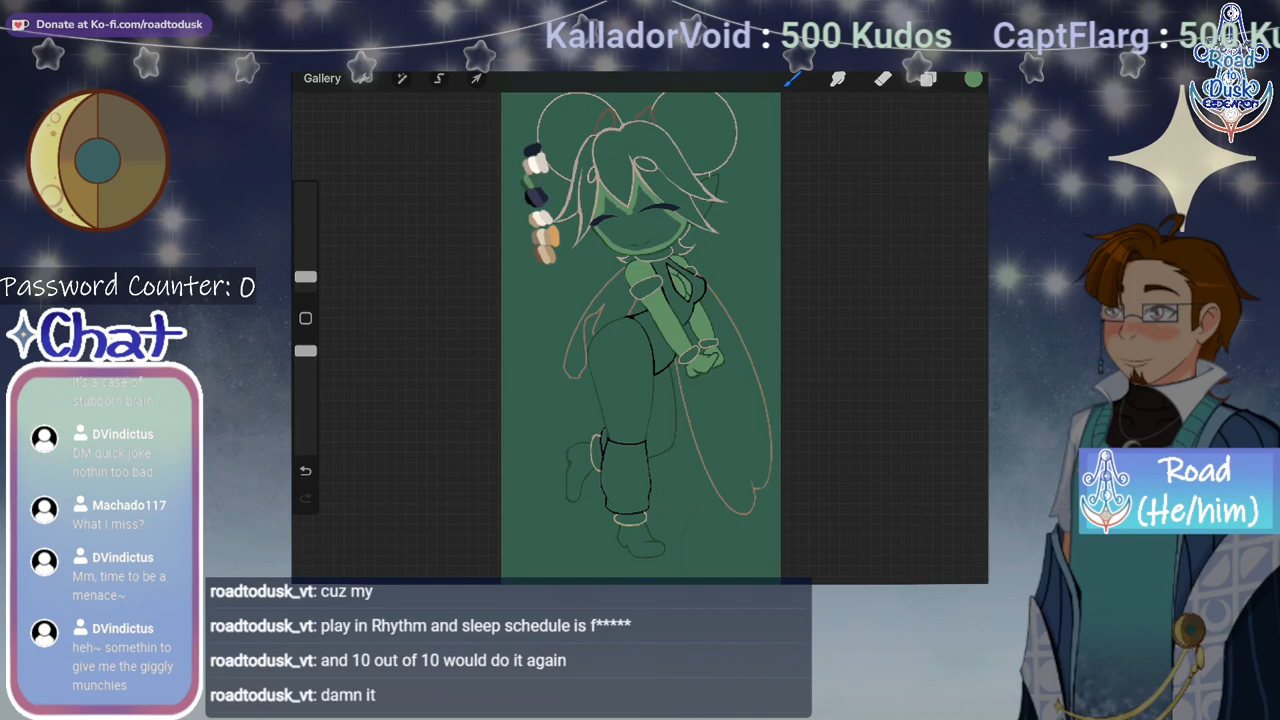 Donate at Ko-fi.com/roadtodusk
KalladorVoid : 500 Kudos CaptFlarg : 500 Ku
Road
to
Dusk
Gallery
Password Counter: 0
Chat
It's a case of
stubborn brain
DVindictus
DM quick joke
nothin too bad
Machado117
What I miss?
DVindictus
Mm, time to be a
menace~
DVindictus
heh~ somethin to
give me the giggly
munchies
roadtodusk_vt: cuz my
roadtodusk_vt: play in Rhythm and sleep schedule is f*****
roadtodusk_vt: and 10 out of 10 would do it again
roadtodusk_vt: damn it
Road
(He/him)